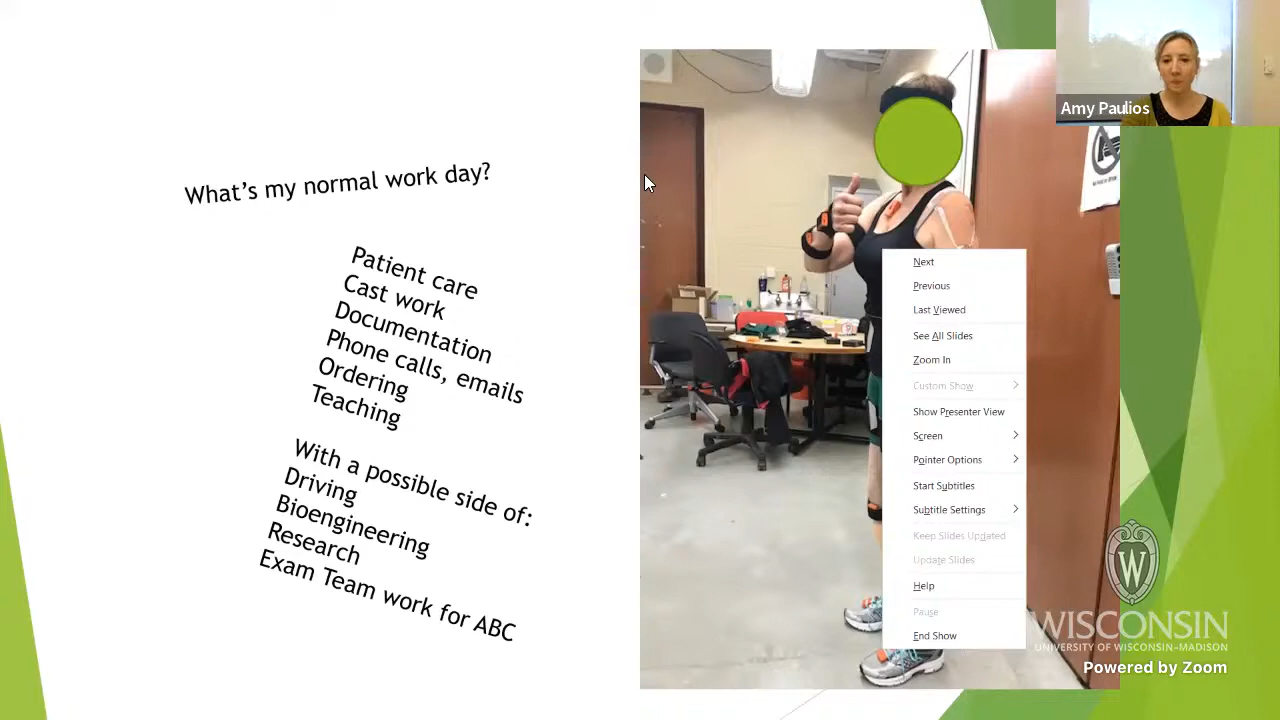 Amy Paulios
What's my normal work day?
Patient care
Cast work
Documentation
Phone calls, emails
Ordering
Teaching
With a possible side of:
Driving
Bioengineering
Research
Exam Team work for ABC
Next
Previous
Last Viewed
See All Slides
Zoom In
Custom Show
Show Presenter View
Screen
Pointer Options
Start Subtitles
Subtitle Settings
Keep Slides Updated
Update Slides
Help
Pause
End Show
W
WISCONSIN
UNIVERSITY OF WISCONSIN–MADISON
Powered by Zoom